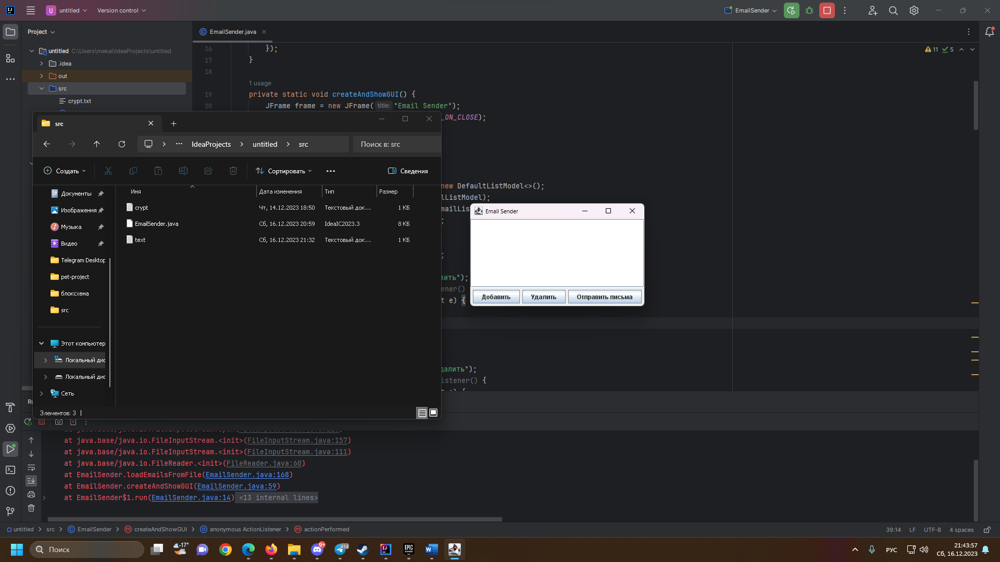 untitled
Version control
EmailSender
Project
EmailSender.java
untitled C:\Users\mekai\IdeaProjects\untitled
.idea
out
src
crypt.txt
11
5
16 });
17 }
18
1 usage
19 private static void createAndShowGUI() {
20 JFrame frame = new JFrame( title: "Email Sender");
_ON_CLOSE);
new DefaultListModel<>();
lListModel);
mailLis
;
;
вить");
ener()
t e) {
далить");
istener() {
src
IdeaProjects
untitled
src
Поиск в: src
Создать
Сортировать
Сведения
Документы
Изображения
Музыка
Видео
Telegram Desktop
pet-project
блоксхема
src
Этот компьютер
Локальный дис
Локальный дис
Сеть
Имя
Дата изменения
Тип
Размер
crypt Чт, 14.12.2023 18:50 Текстовый док... 1 КБ
EmailSender.java Сб, 16.12.2023 20:59 IdeaIC2023.3 8 КБ
text Сб, 16.12.2023 21:32 Текстовый док... 1 КБ
Элементов: 3
Email Sender
Добавить
Удалить
Отправить письма
at java.base/java.io.FileInputStream.<init>(FileInputStream.java:157)
at java.base/java.io.FileInputStream.<init>(FileInputStream.java:111)
at java.base/java.io.FileReader.<init>(FileReader.java:60)
at EmailSender.loadEmailsFromFile(EmailSender.java:168)
at EmailSender.createAndShowGUI(EmailSender.java:59)
at EmailSender$1.run(EmailSender.java:14) <13 internal lines>
untitled > src > EmailSender > createAndShowGUI > anonymous ActionListener > actionPerformed
39:14 LF UTF-8 4 spaces
Поиск
-17°
9+
414
EPIC GAMES
РУС
21:43:57
Сб, 16.12.2023